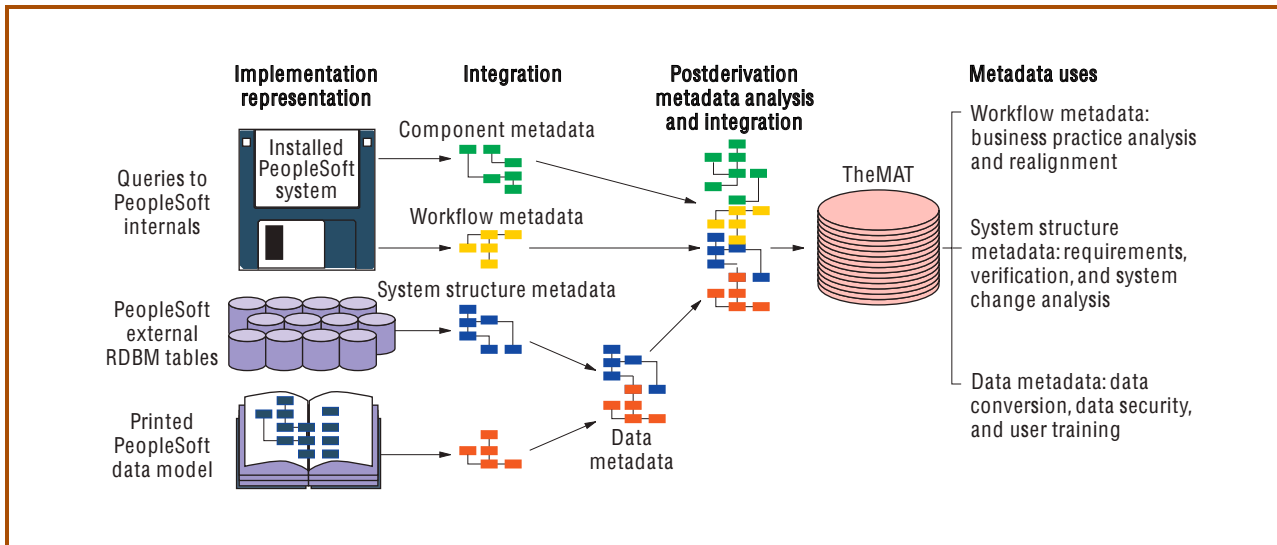 Implementation
representation
Integration
Postderivation
metadata analysis
and integration
Metadata uses
Queries to
PeopleSoft
internals
Installed
PeopleSoft
system
Component metadata
Workflow metadata
PeopleSoft
external
RDBM tables
System structure metadata
Printed
PeopleSoft
data model
Data
metadata
TheMAT
Workflow metadata:
business practice analysis
and realignment
System structure
metadata: requirements,
verification, and system
change analysis
Data metadata: data
conversion, data security,
and user training